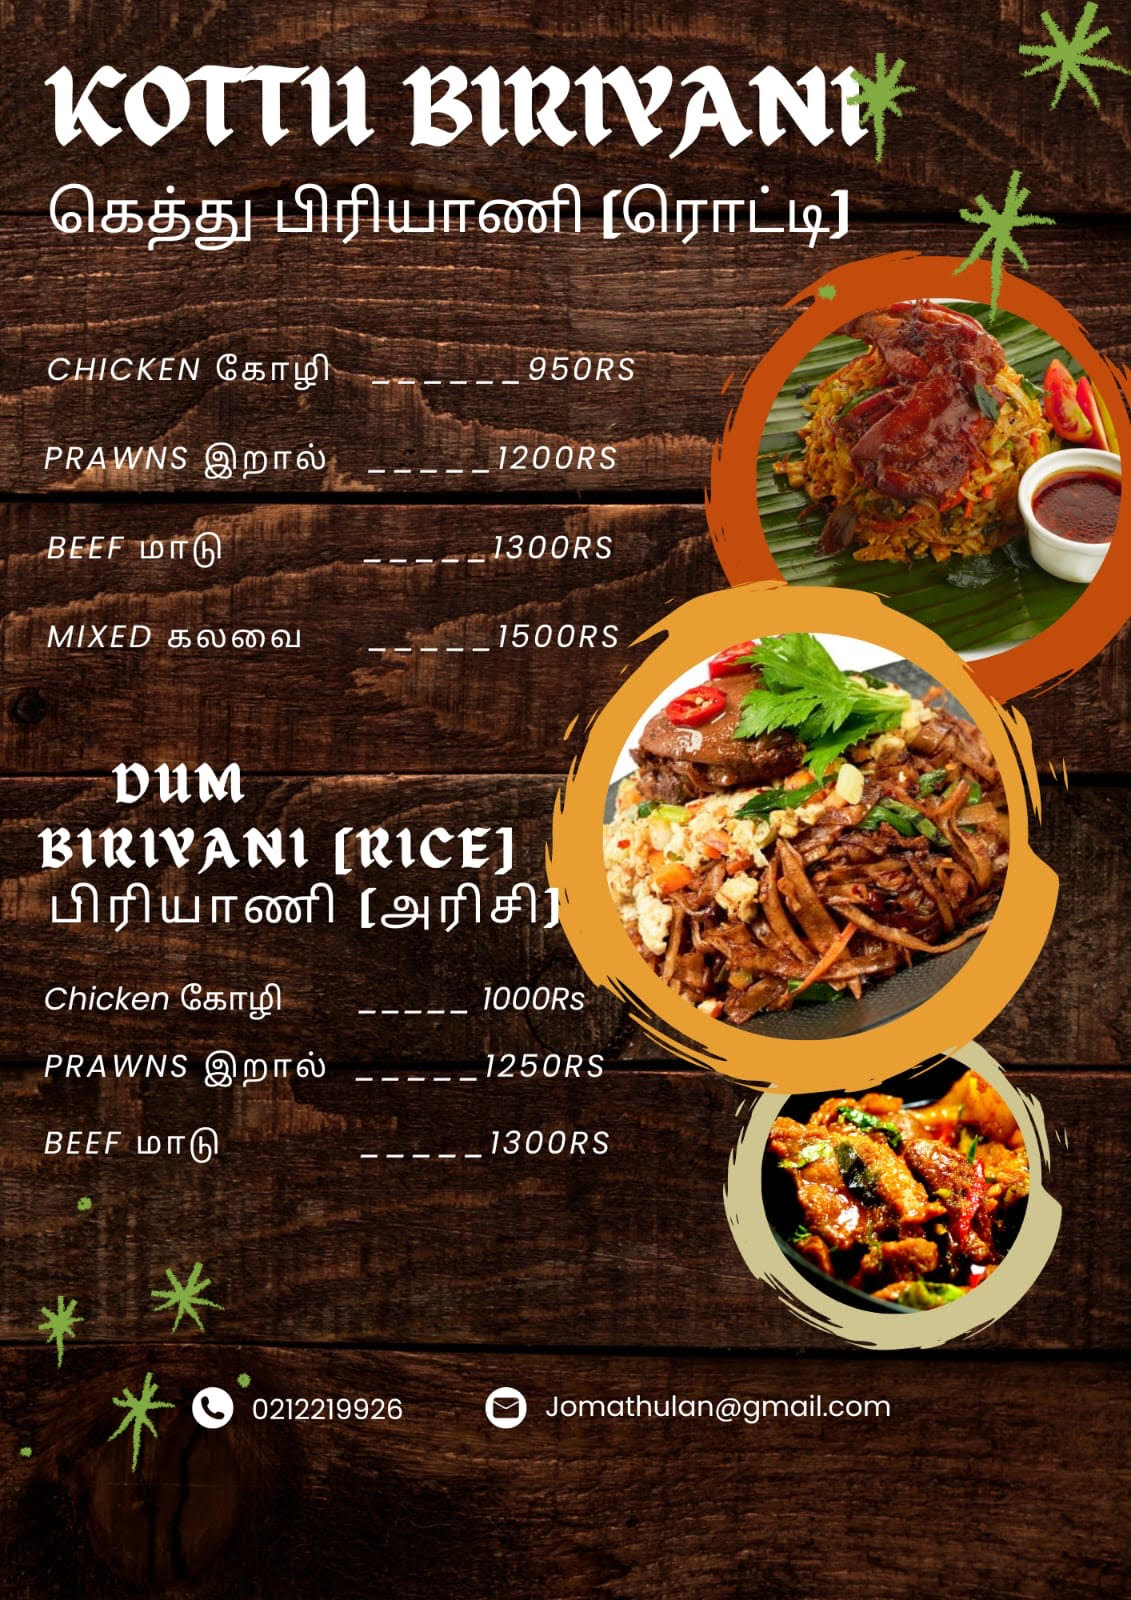 KOTTU BIRIYANI
கெத்து பிரியாணி [ரொட்டி]
CHICKEN கோழி ______950RS
PRAWNS இறால் _____1200RS
BEEF மாடு _____1300RS
MIXED கலவை _____1500RS
DUM
BIRIYANI [RICE]
பிரியாணி [அரிசி]
Chicken கோழி _____ 1000Rs
PRAWNS இறால் _____1250RS
BEEF மாடு _____1300RS
0212219926
Jomathulan@gmail.com